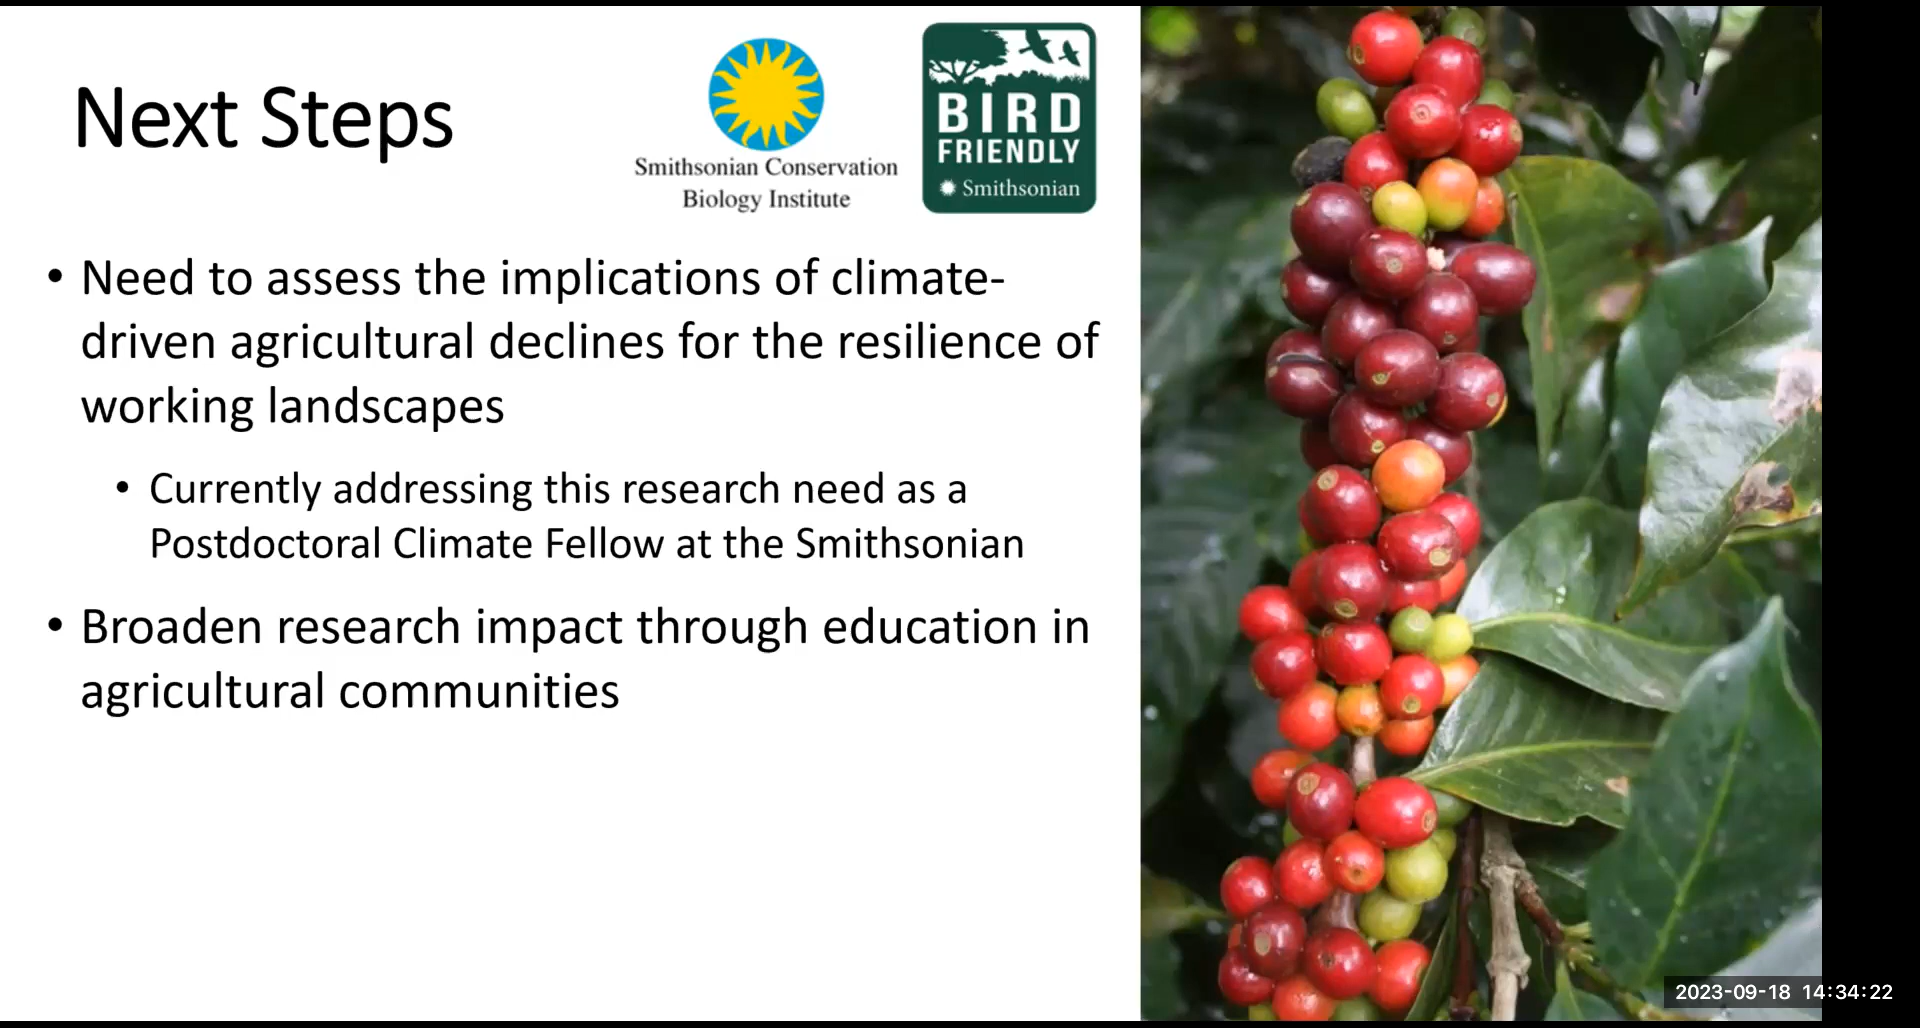 Next Steps
Smithsonian Conservation
Biology Institute
BIRD
FRIENDLY
Smithsonian
• Need to assess the implications of climate-
driven agricultural declines for the resilience of
working landscapes
• Currently addressing this research need as a
Postdoctoral Climate Fellow at the Smithsonian
• Broaden research impact through education in
agricultural communities
2023-09-18 14:34:22